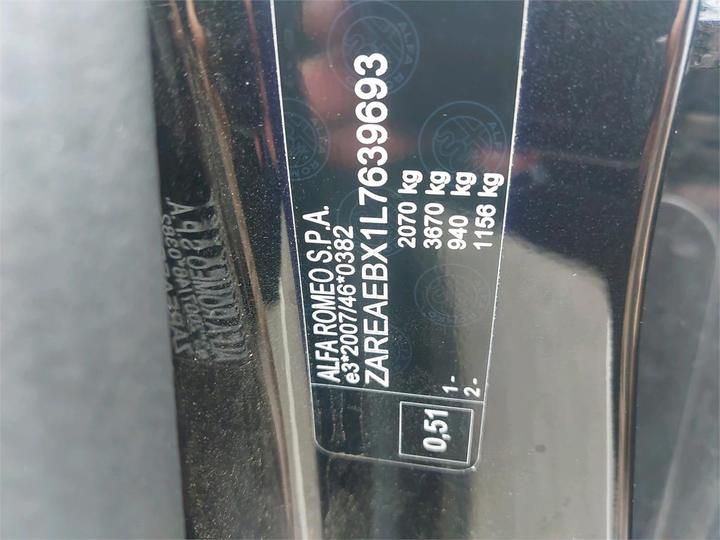 ALFA ROMEO S.P.A.
e3*2007/46*0382
ZAREAEBX1L7639693
2070 kg
3670 kg
1- 940 kg
2- 1156 kg
0,51